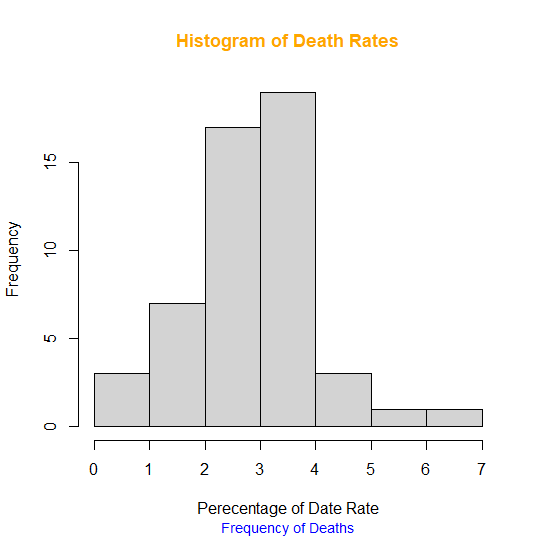 Histogram of Death Rates
Frequency
15
10
5
0
0 1 2 3 4 5 6 7
Perecentage of Date Rate
Frequency of Deaths